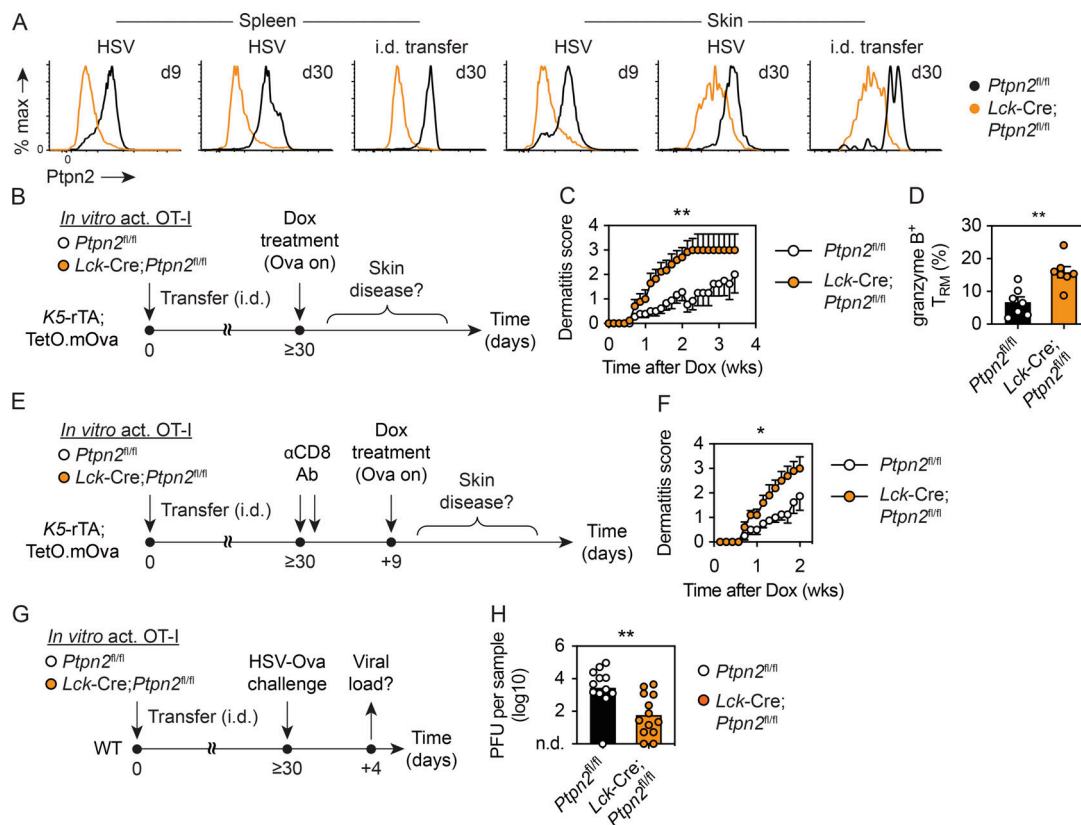 A
Spleen
Skin
HSV
HSV
i.d. transfer
HSV
HSV
i.d. transfer
d9
d30
d30
d9
d30
d30
% max
0
0
Ptpn2
Ptpn2fl/fl
Lck-Cre;
Ptpn2fl/fl
B
In vitro act. OT-I
Ptpn2fl/fl
Lck-Cre;Ptpn2fl/fl
Dox
treatment
(Ova on)
Transfer (i.d.)
Skin
disease?
K5-rTA;
TetO.mOva
0
≥30
Time
(days)
C
**
Dermatitis score
4
3
2
1
0
0
1
2
3
4
Time after Dox (wks)
Ptpn2fl/fl
Lck-Cre;
Ptpn2fl/fl
D
**
granzyme B+
TRM (%)
30
20
10
0
Ptpn2fl/fl
Lck-Cre;
Ptpn2fl/fl
E
In vitro act. OT-I
Ptpn2fl/fl
Lck-Cre;Ptpn2fl/fl
αCD8
Ab
Dox
treatment
(Ova on)
Transfer (i.d.)
Skin
disease?
K5-rTA;
TetO.mOva
0
≥30
+9
Time
(days)
F
*
Dermatitis score
4
3
2
1
0
0
1
2
Time after Dox (wks)
Ptpn2fl/fl
Lck-Cre;
Ptpn2fl/fl
G
In vitro act. OT-I
Ptpn2fl/fl
Lck-Cre;Ptpn2fl/fl
HSV-Ova
challenge
Viral
load?
Transfer (i.d.)
WT
0
≥30
+4
Time
(days)
H
**
PFU per sample
(log10)
6
4
2
n.d.
Ptpn2fl/fl
Lck-Cre;
Ptpn2fl/fl
Ptpn2fl/fl
Lck-Cre;
Ptpn2fl/fl